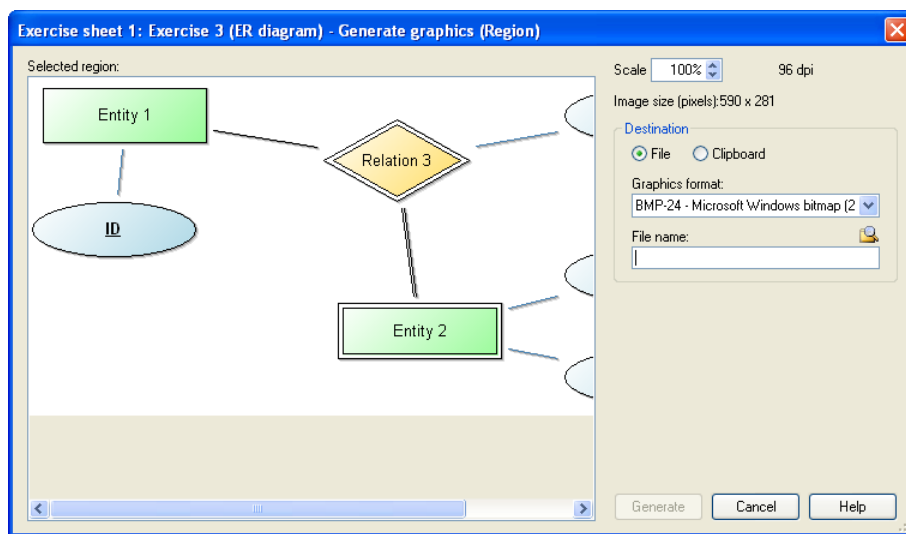 Exercise sheet 1: Exercise 3 (ER diagram) - Generate graphics (Region)
Selected region:
Entity 1
Relation 3
ID
Entity 2
Scale 100% 96 dpi
Image size (pixels):590 x 281
Destination
File Clipboard
Graphics format:
BMP-24 - Microsoft Windows bitmap (2
File name:
Generate Cancel Help